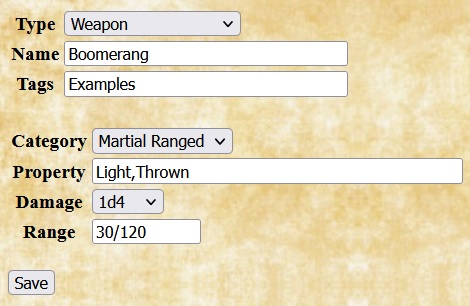 Type Weapon
Name Boomerang
Tags Examples
Category Martial Ranged
Property Light,Thrown
Damage 1d4
Range 30/120
Save